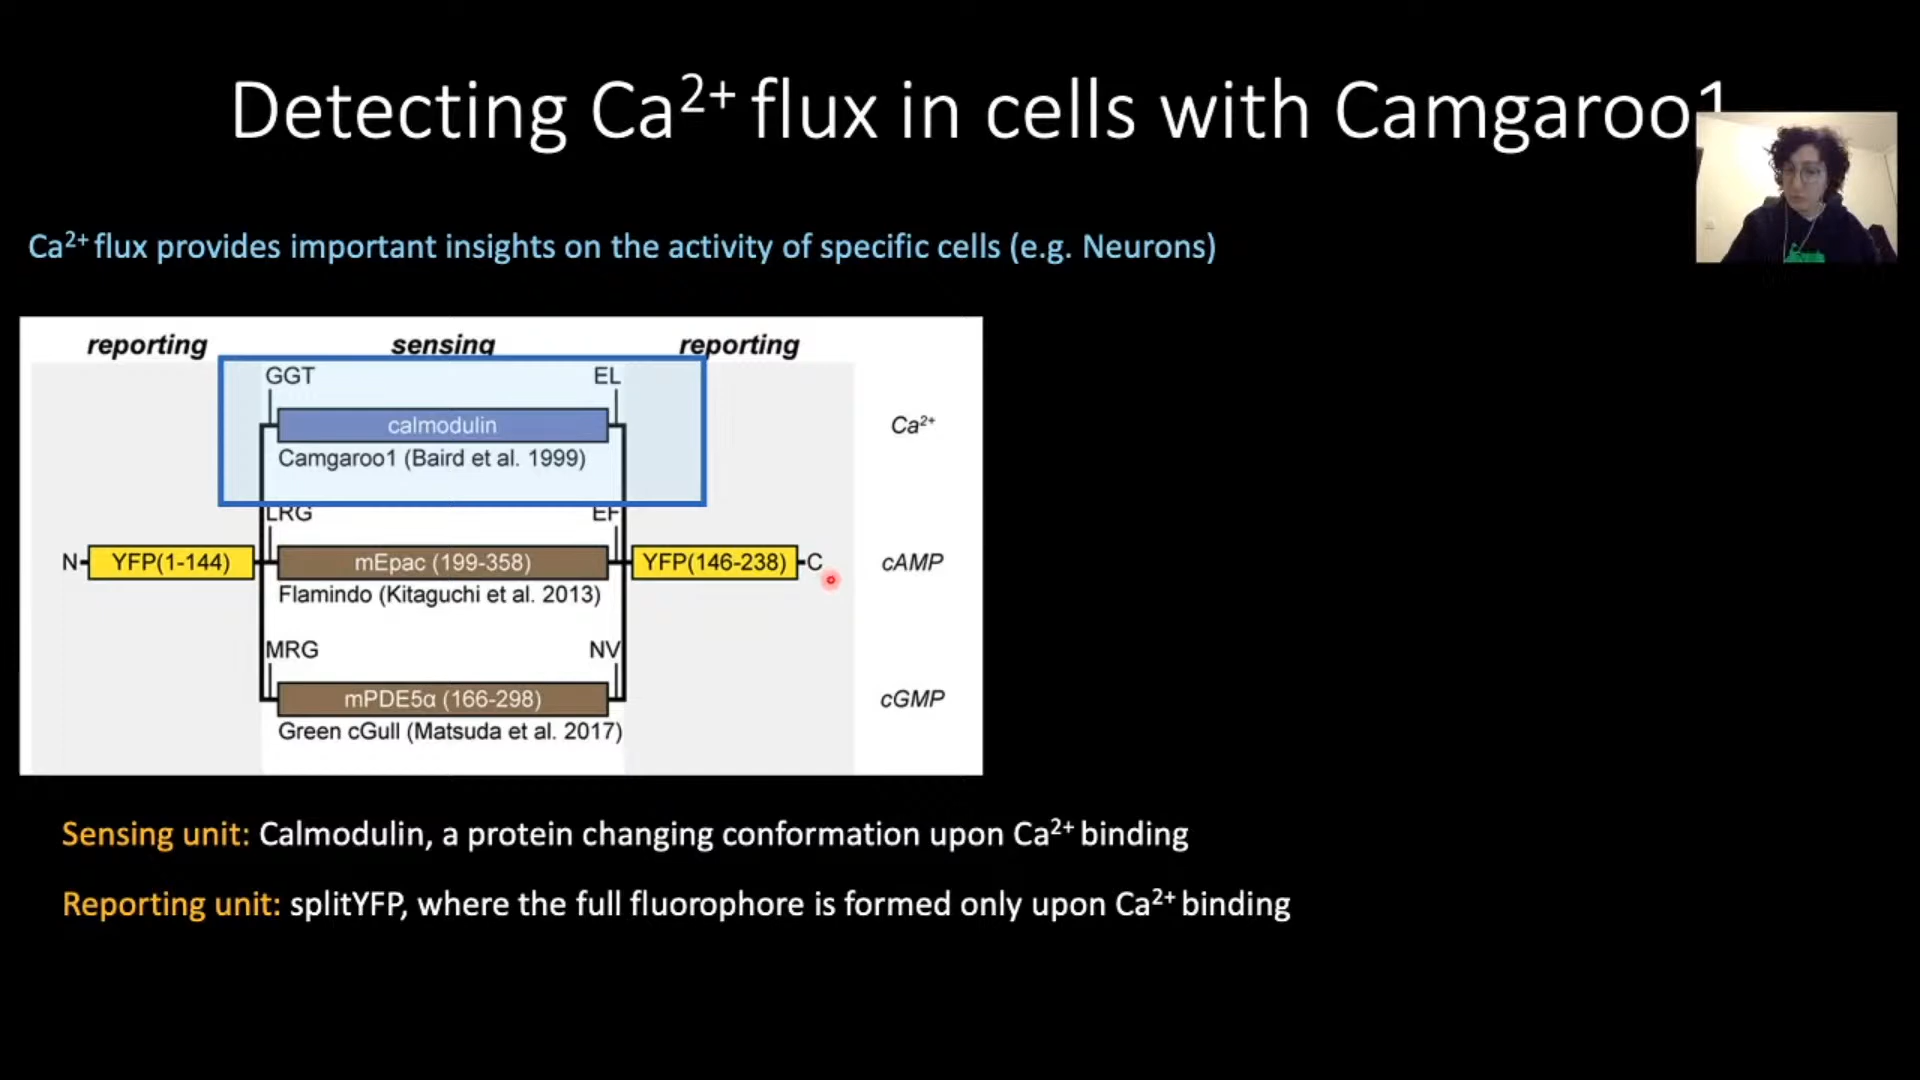 Detecting Ca²⁺ flux in cells with Camgaroo1
Ca²⁺ flux provides important insights on the activity of specific cells (e.g. Neurons)
reporting sensing reporting
GGT EL
calmodulin Ca²⁺
Camgaroo1 (Baird et al. 1999)
LRG EF
N YFP(1-144) mEpac (199-358) YFP(146-238) C cAMP
Flamindo (Kitaguchi et al. 2013)
MRG NV
mPDE5α (166-298) cGMP
Green cGull (Matsuda et al. 2017)
Sensing unit: Calmodulin, a protein changing conformation upon Ca²⁺ binding
Reporting unit: splitYFP, where the full fluorophore is formed only upon Ca²⁺ binding